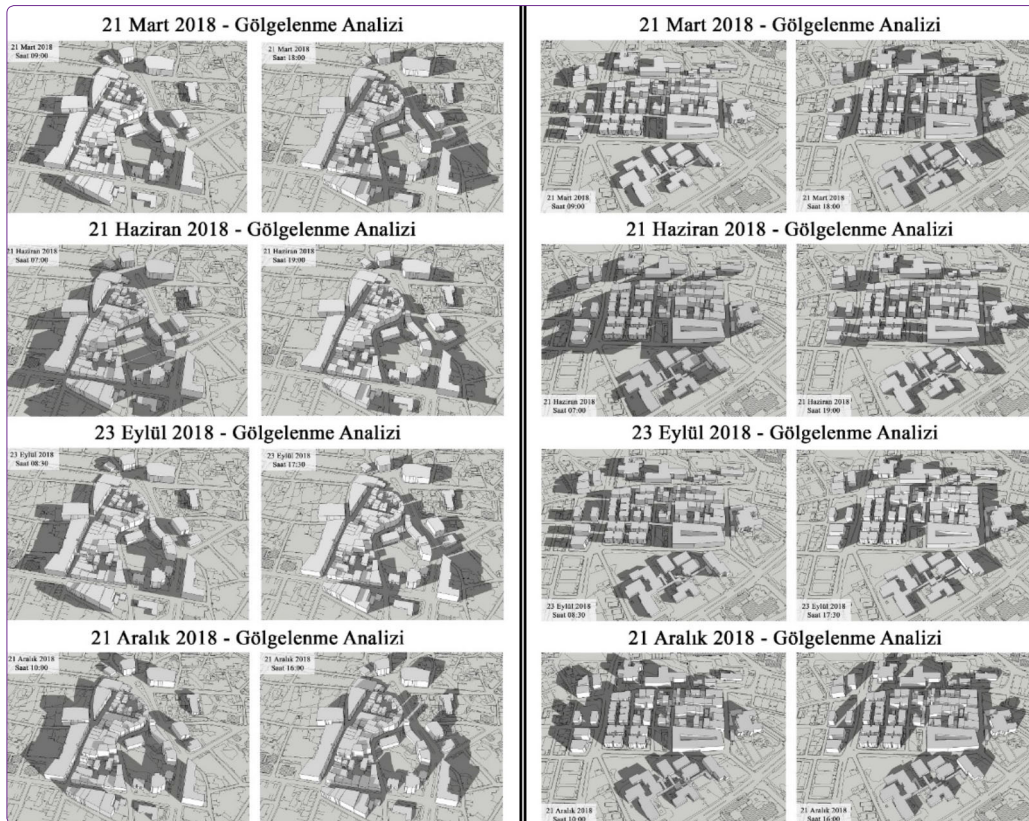 21 Mart 2018 - Gölgelenme Analizi
21 Mart 2018
Saat 09:00
21 Mart 2018
Saat 18:00
21 Haziran 2018 - Gölgelenme Analizi
21 Haziran 2018
Saat 07:00
21 Haziran 2018
Saat 19:00
23 Eylül 2018 - Gölgelenme Analizi
23 Eylül 2018
Saat 08:30
23 Eylül 2018
Saat 17:30
21 Aralık 2018 - Gölgelenme Analizi
21 Aralık 2018
Saat 10:00
21 Aralık 2018
Saat 16:00
21 Mart 2018 - Gölgelenme Analizi
21 Mart 2018
Saat 09:00
21 Mart 2018
Saat 18:00
21 Haziran 2018 - Gölgelenme Analizi
21 Haziran 2018
Saat 07:00
21 Haziran 2018
Saat 19:00
23 Eylül 2018 - Gölgelenme Analizi
23 Eylül 2018
Saat 08:30
23 Eylül 2018
Saat 17:30
21 Aralık 2018 - Gölgelenme Analizi
21 Aralık 2018
Saat 10:00
21 Aralık 2018
Saat 16:00